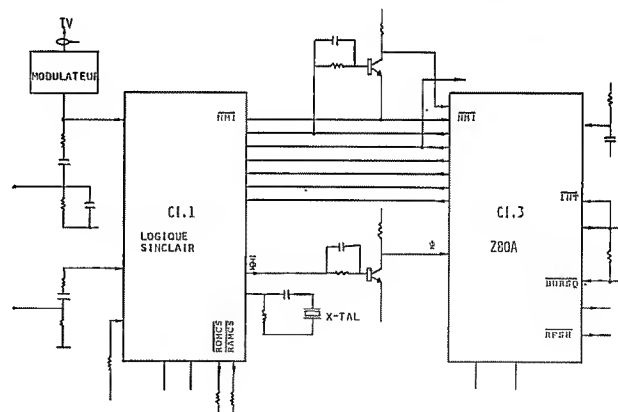 TV
MODULATEUR
NMI
NMI
CI.1
LOGIQUE
SINCLAIR
CI.3
Z80A
INT
Φ
BUSRQ
X-TAL
ROMCS
RAMCS
RFSH